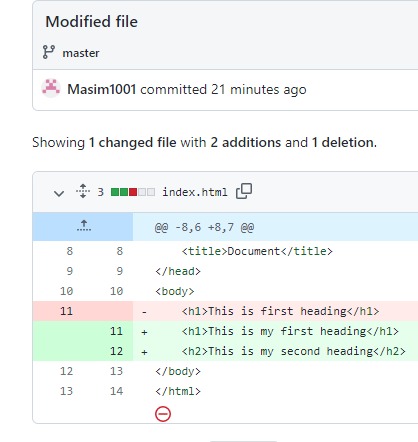 Modified file
master
Masim1001 committed 21 minutes ago
Showing 1 changed file with 2 additions and 1 deletion.
3 index.html
@@ -8,6 +8,7 @@
8 8 <title>Document</title>
9 9 </head>
10 10 <body>
11 - <h1>This is first heading</h1>
11 + <h1>This is my first heading</h1>
12 + <h2>This is my second heading</h2>
12 13 </body>
13 14 </html>